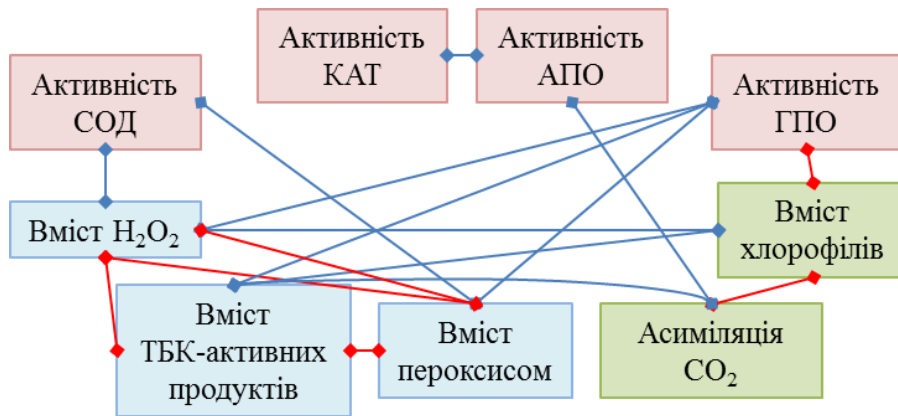 Активність
КАТ
Активність
АПО
Активність
СОД
Активність
ГПО
Вміст H₂O₂
Вміст
хлорофілів
Вміст
ТБК-активних
продуктів
Вміст
пероксисом
Асиміляція
CO₂